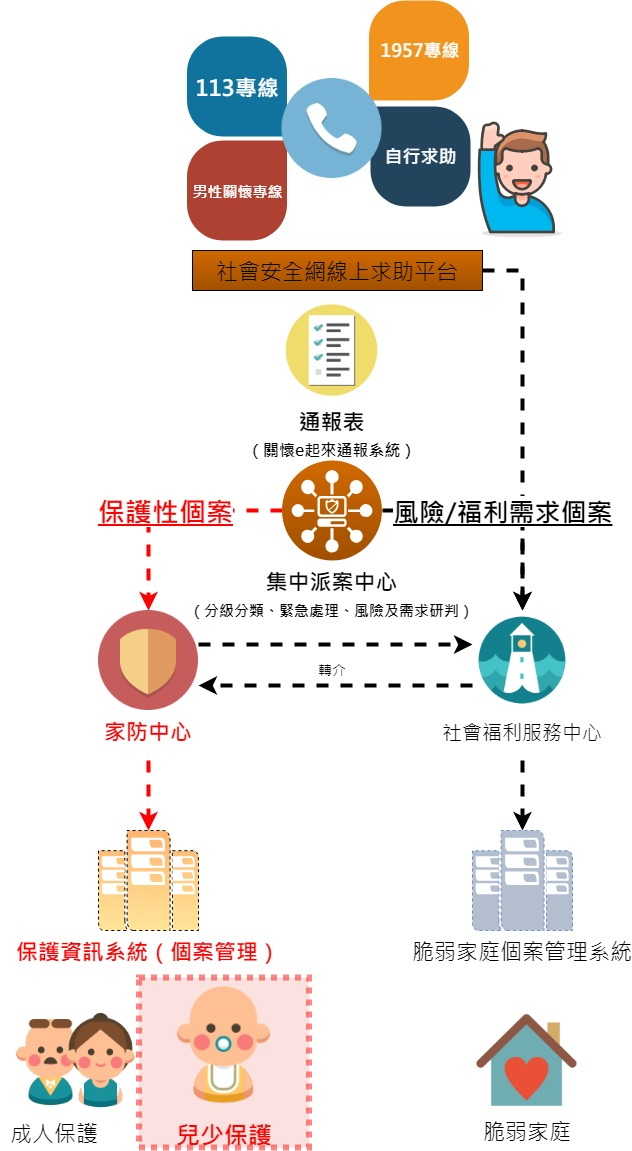 1957專線
113專線
自行求助
男性關懷專線
社會安全網線上求助平台
通報表
（關懷e起來通報系統）
保護性個案
風險/福利需求個案
集中派案中心
（分級分類、緊急處理、風險及需求研判）
轉介
家防中心
社會福利服務中心
保護資訊系統（個案管理）
脆弱家庭個案管理系統
成人保護
兒少保護
脆弱家庭